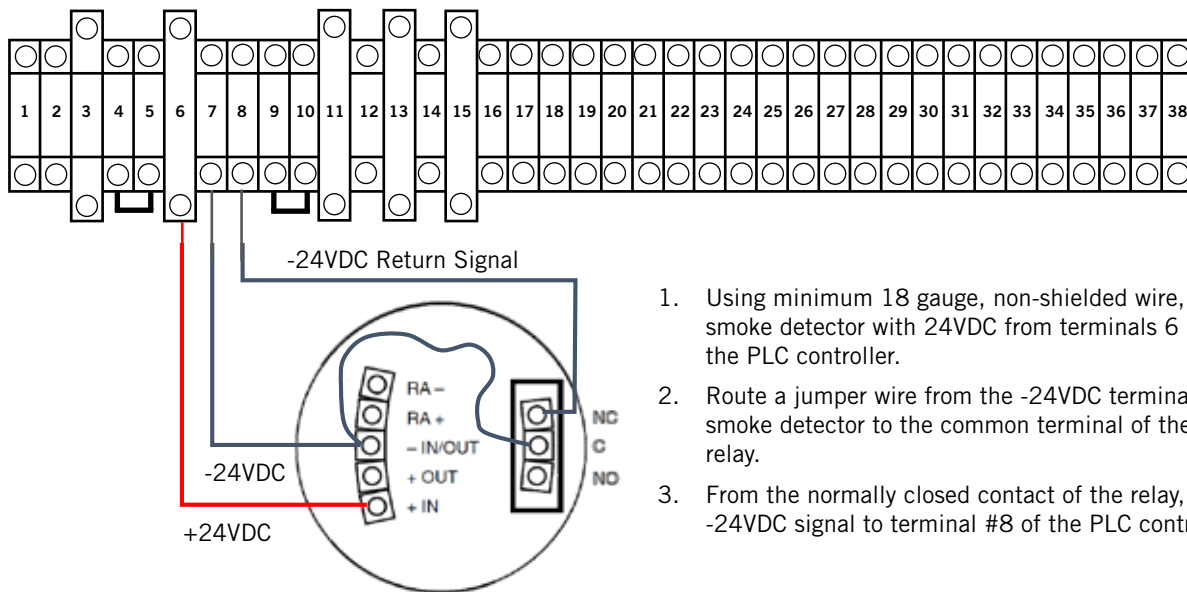 1 2 3 4 5 6 7 8 9 10 11 12 13 14 15 16 17 18 19 20 21 22 23 24 25 26 27 28 29 30 31 32 33 34 35 36 37 38
-24VDC Return Signal
RA –
RA +
– IN/OUT
+ OUT
+ IN
NC
C
NO
-24VDC
+24VDC
1. Using minimum 18 gauge, non-shielded wire,
smoke detector with 24VDC from terminals 6
the PLC controller.
2. Route a jumper wire from the -24VDC termina
smoke detector to the common terminal of the
relay.
3. From the normally closed contact of the relay,
-24VDC signal to terminal #8 of the PLC contr